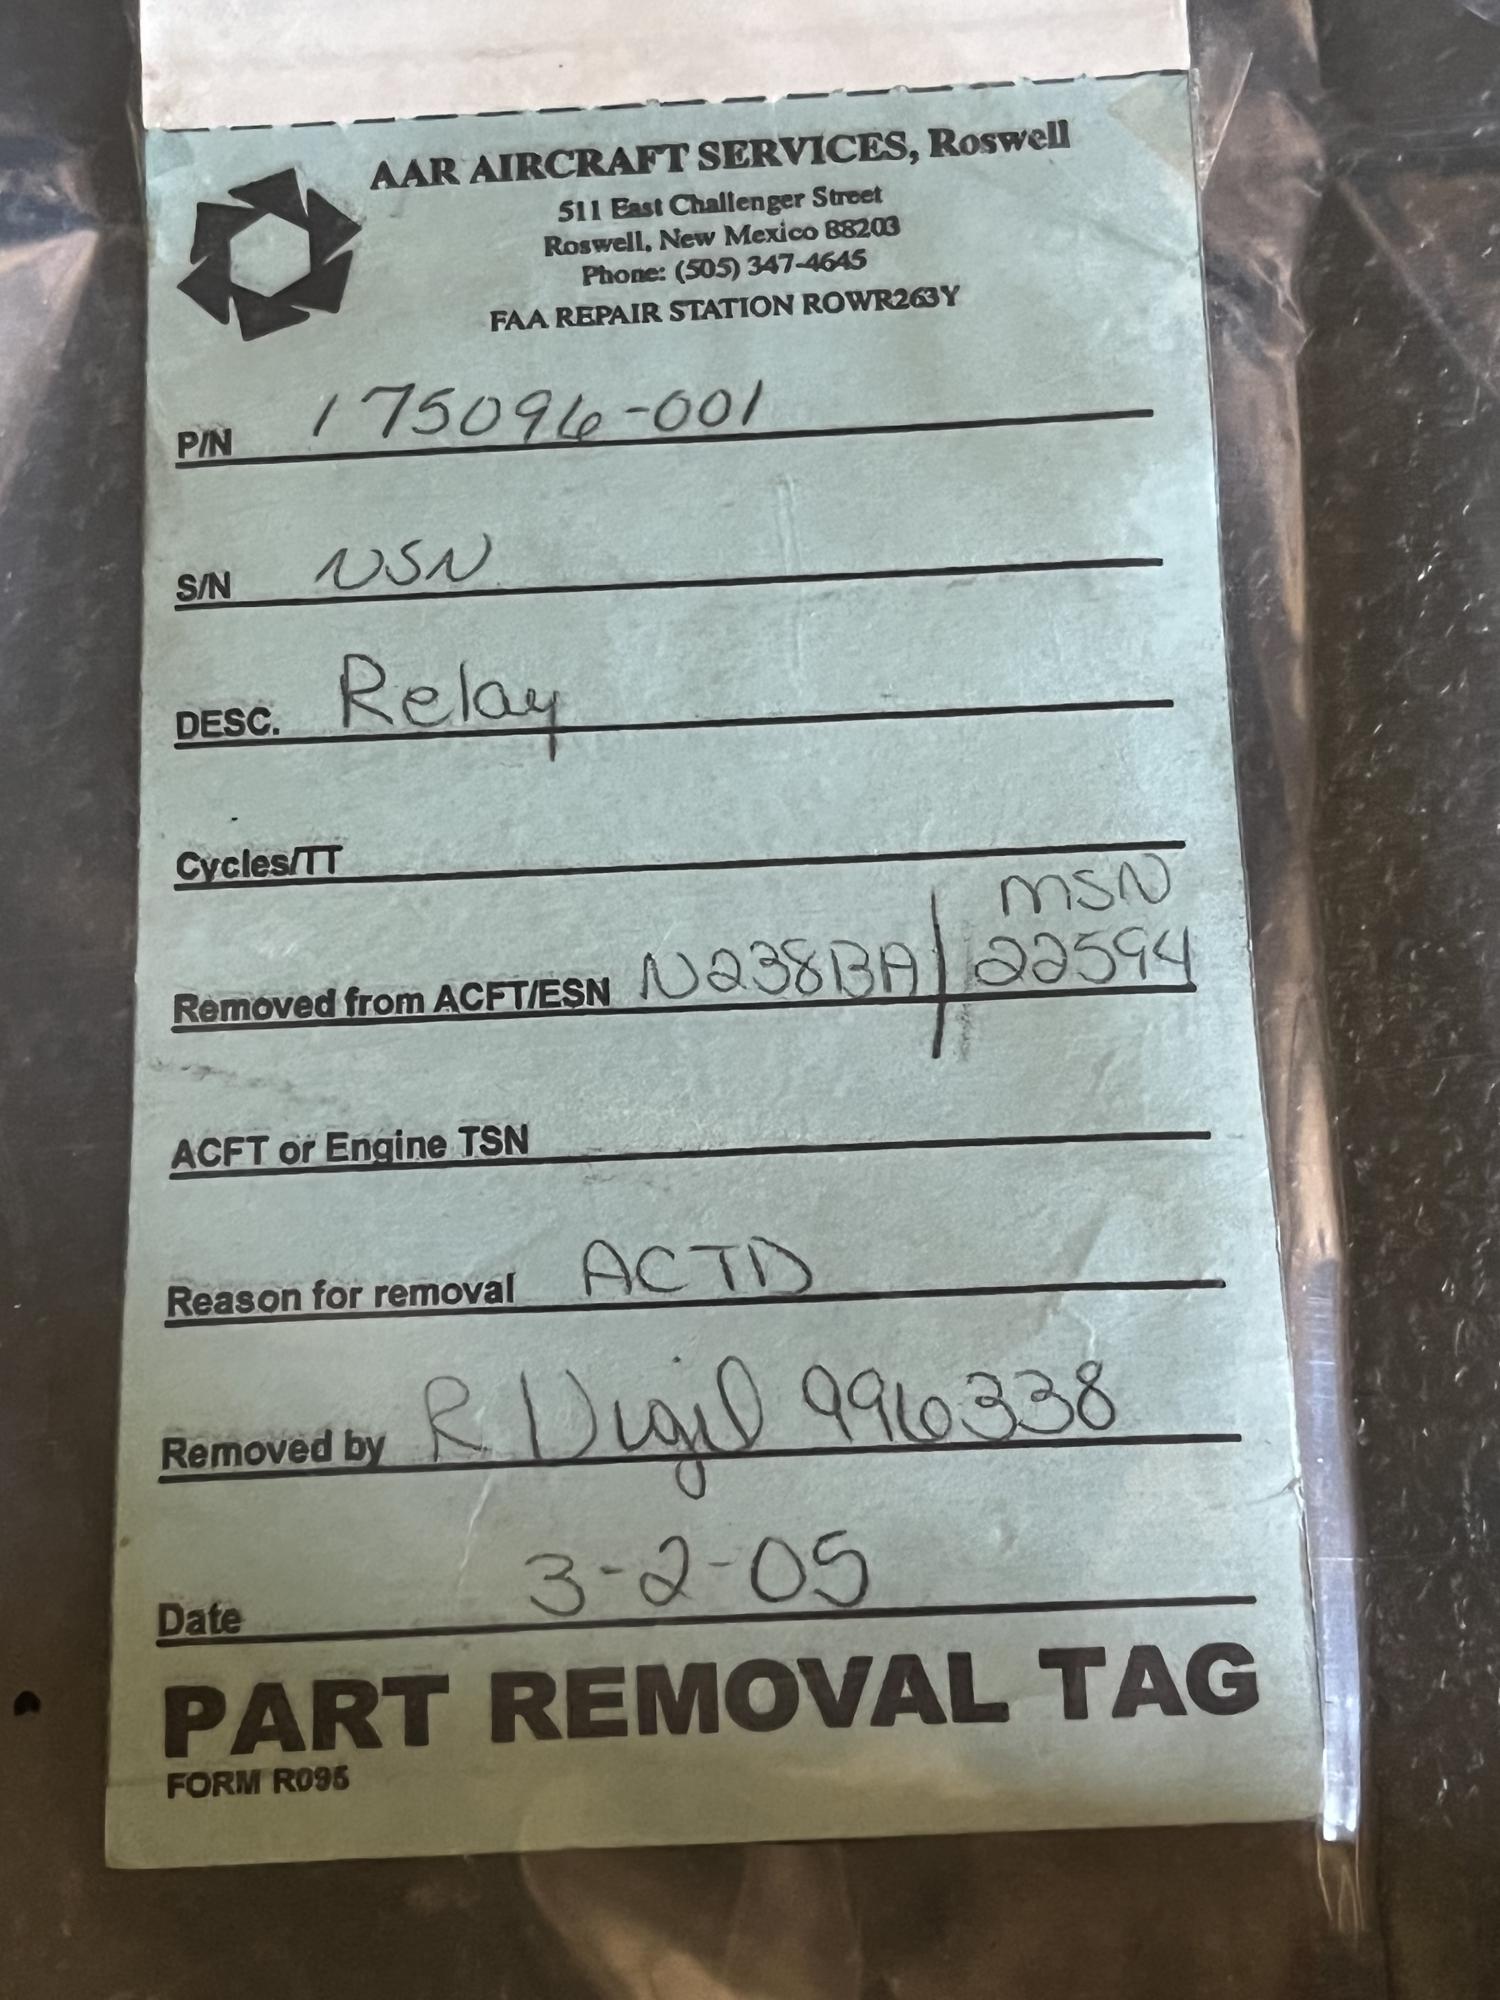 AAR AIRCRAFT SERVICES, Roswell
511 East Challenger Street
Roswell, New Mexico 88203
Phone: (505) 347-4645
FAA REPAIR STATION ROWR263Y
P/N 175096-001
S/N NSN
DESC. Relay
Cycles/TT
MSN
Removed from ACFT/ESN N238BA 22594
ACFT or Engine TSN
Reason for removal ACTD
Removed by R Vigil 996338
Date 3-2-05
PART REMOVAL TAG
FORM R095